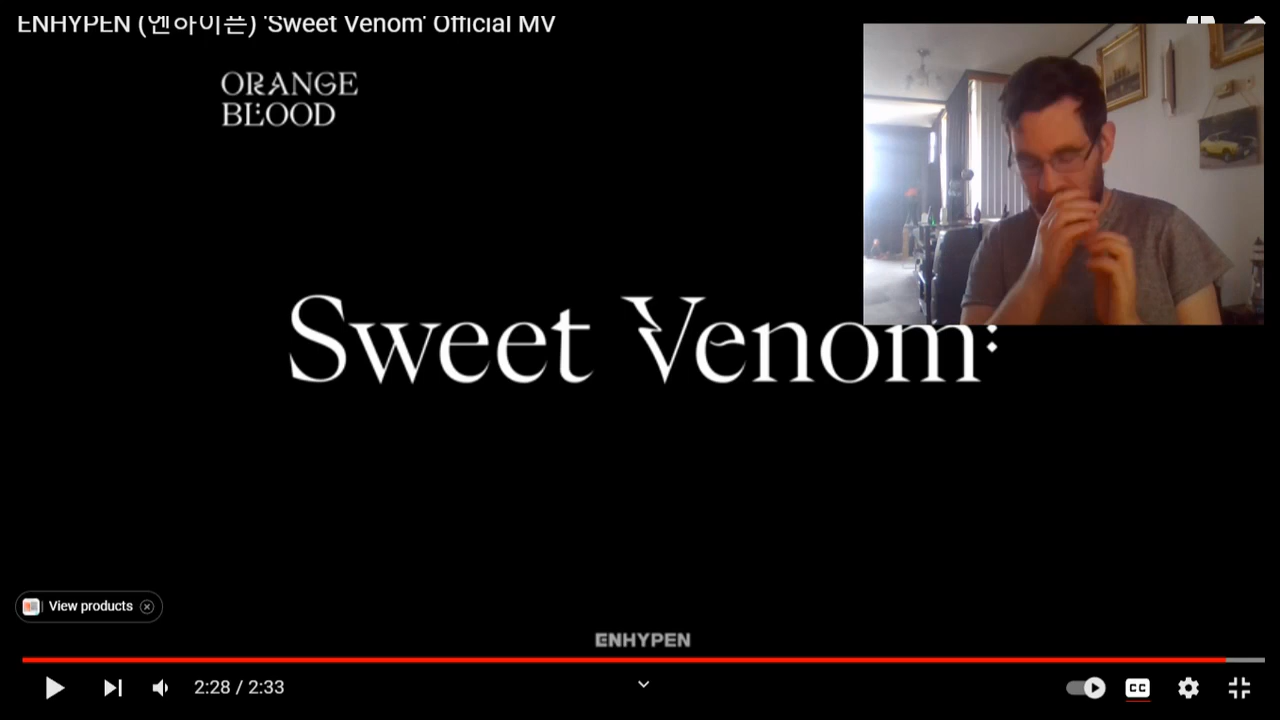 ENHYPEN (엔하이픈) 'Sweet Venom' Official MV
ORANGE
BLOOD
Sweet Venom:
View products
ENHYPEN
2:28 / 2:33
CC